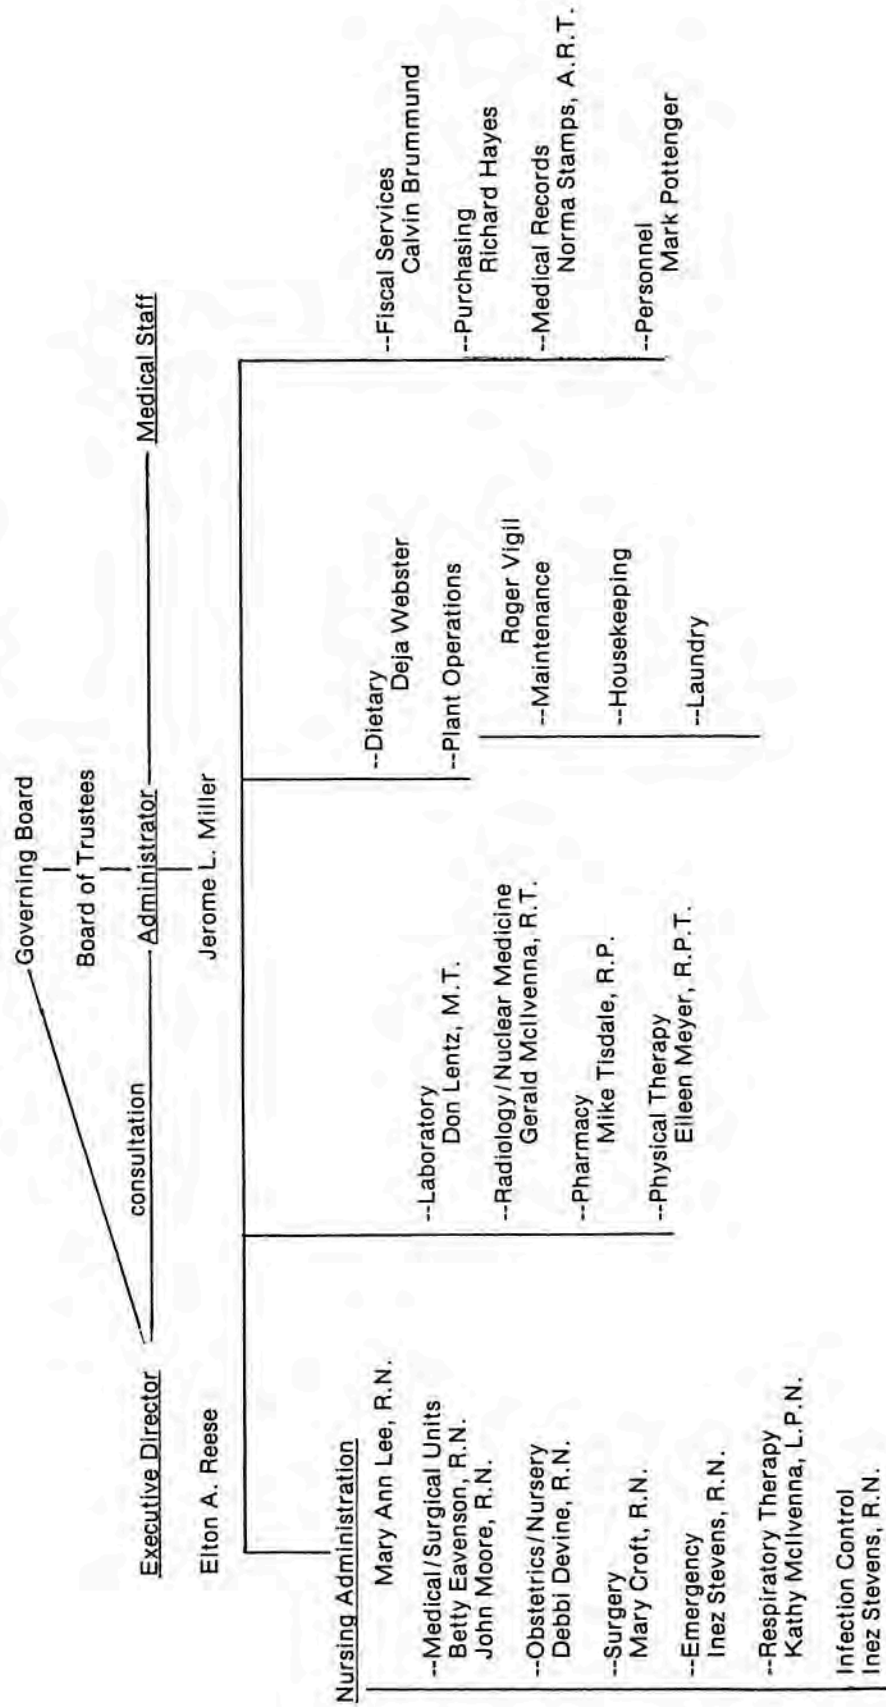 Governing Board
Board of Trustees
Executive Director
consultation
Administrator
Medical Staff
Elton A. Reese
Jerome L. Miller
Nursing Administration
Mary Ann Lee, R.N.
--Medical/Surgical Units
Betty Eavenson, R.N.
John Moore, R.N.
--Obstetrics/Nursery
Debbi Devine, R.N.
--Surgery
Mary Croft, R.N.
--Emergency
Inez Stevens, R.N.
--Respiratory Therapy
Kathy McIlvenna, L.P.N.
Infection Control
Inez Stevens, R.N.
--Laboratory
Don Lentz, M.T.
--Radiology/Nuclear Medicine
Gerald McIlvenna, R.T.
--Pharmacy
Mike Tisdale, R.P.
--Physical Therapy
Eileen Meyer, R.P.T.
--Dietary
Deja Webster
--Plant Operations
Roger Vigil
--Maintenance
--Housekeeping
--Laundry
--Fiscal Services
Calvin Brummund
--Purchasing
Richard Hayes
--Medical Records
Norma Stamps, A.R.T.
--Personnel
Mark Pottenger